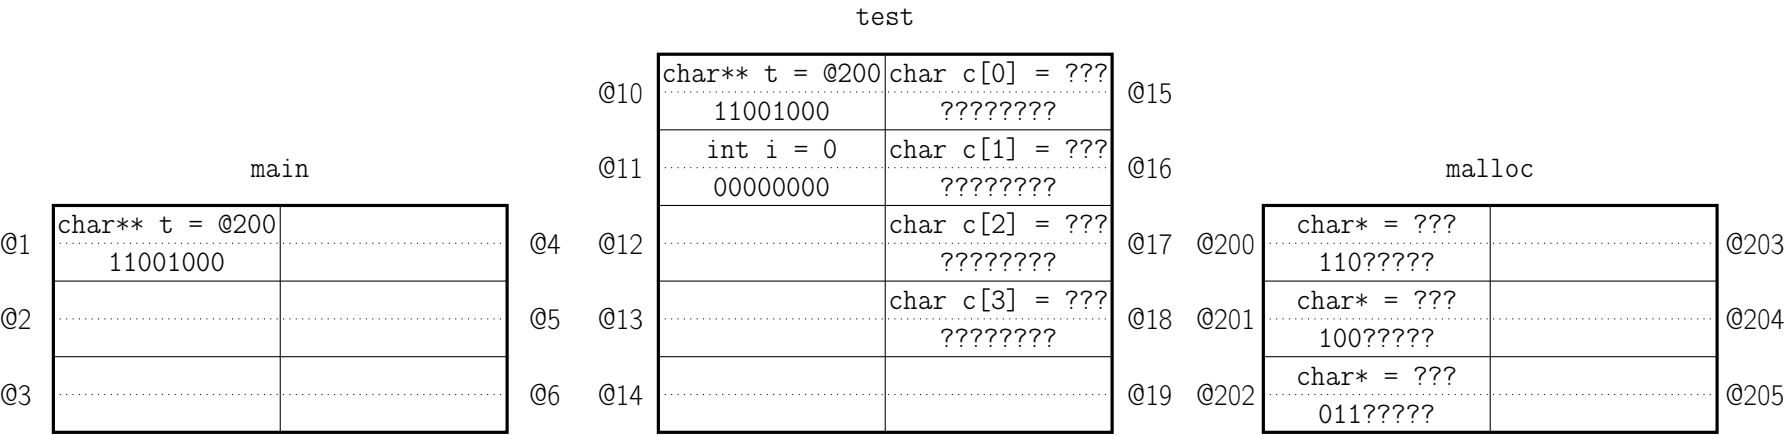 test
char** t = @200 char c[0] = ???
@10 @15
11001000 ????????
int i = 0 char c[1] = ???
@11 @16
00000000 ????????
main malloc
char** t = @200 char c[2] = ??? char* = ???
@1 @4 @12 @17 @200 @203
11001000 ???????? 110?????
char c[3] = ??? char* = ???
@2 @5 @13 @18 @201 @204
???????? 100?????
char* = ???
@3 @6 @14 @19 @202 @205
011?????